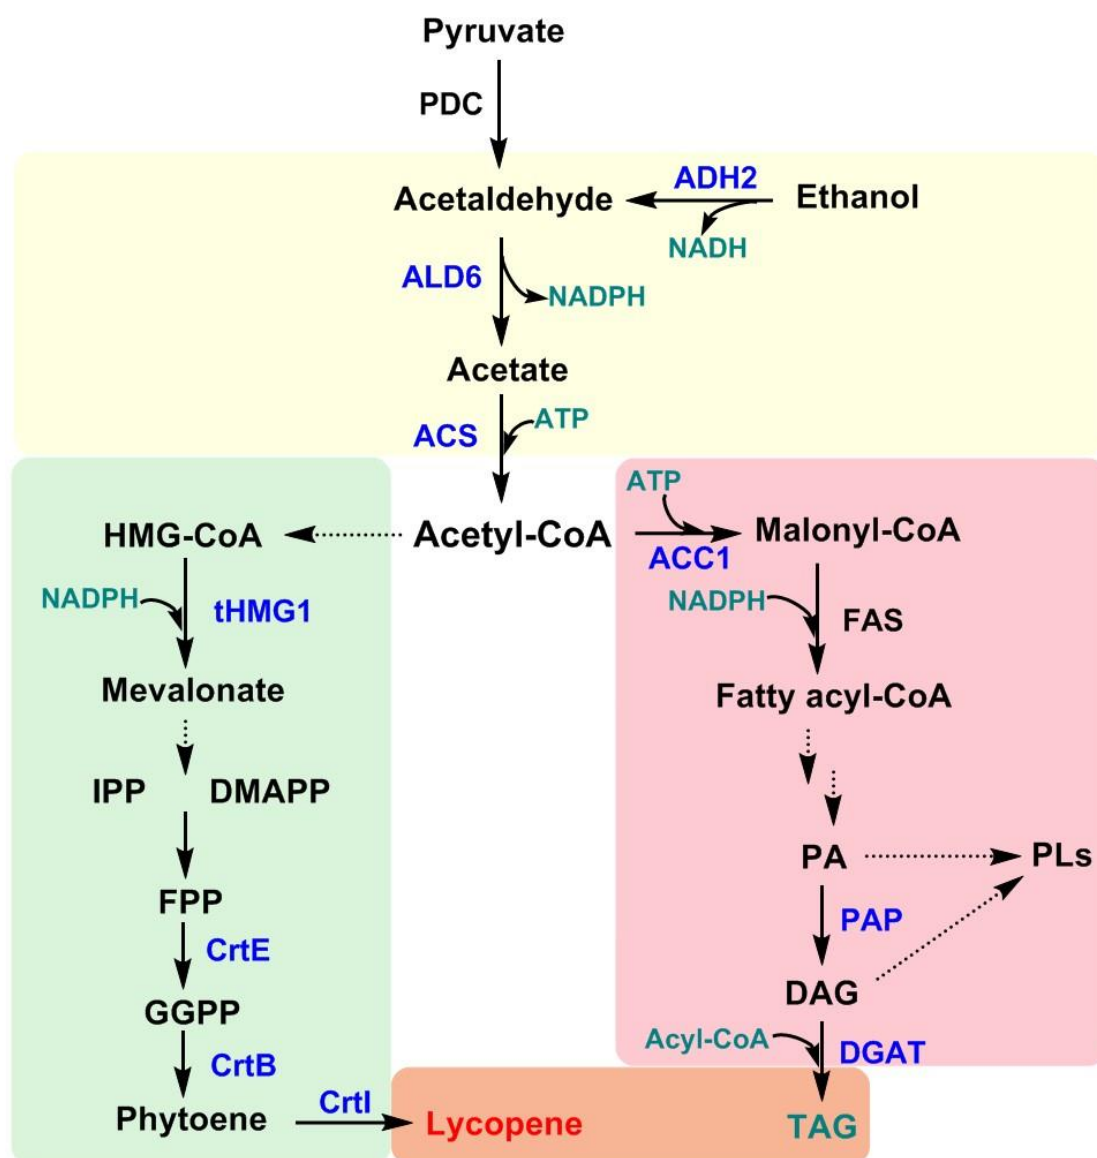 Pyruvate
PDC
ADH2
Acetaldehyde
Ethanol
NADH
ALD6
NADPH
Acetate
ACS
ATP
ATP
HMG-CoA
Acetyl-CoA
Malonyl-CoA
ACC1
NADPH
tHMG1
NADPH
FAS
Mevalonate
Fatty acyl-CoA
IPP
DMAPP
PA
PLs
FPP
PAP
CrtE
DAG
GGPP
Acyl-CoA
DGAT
CrtB
CrtI
Phytoene
Lycopene
TAG